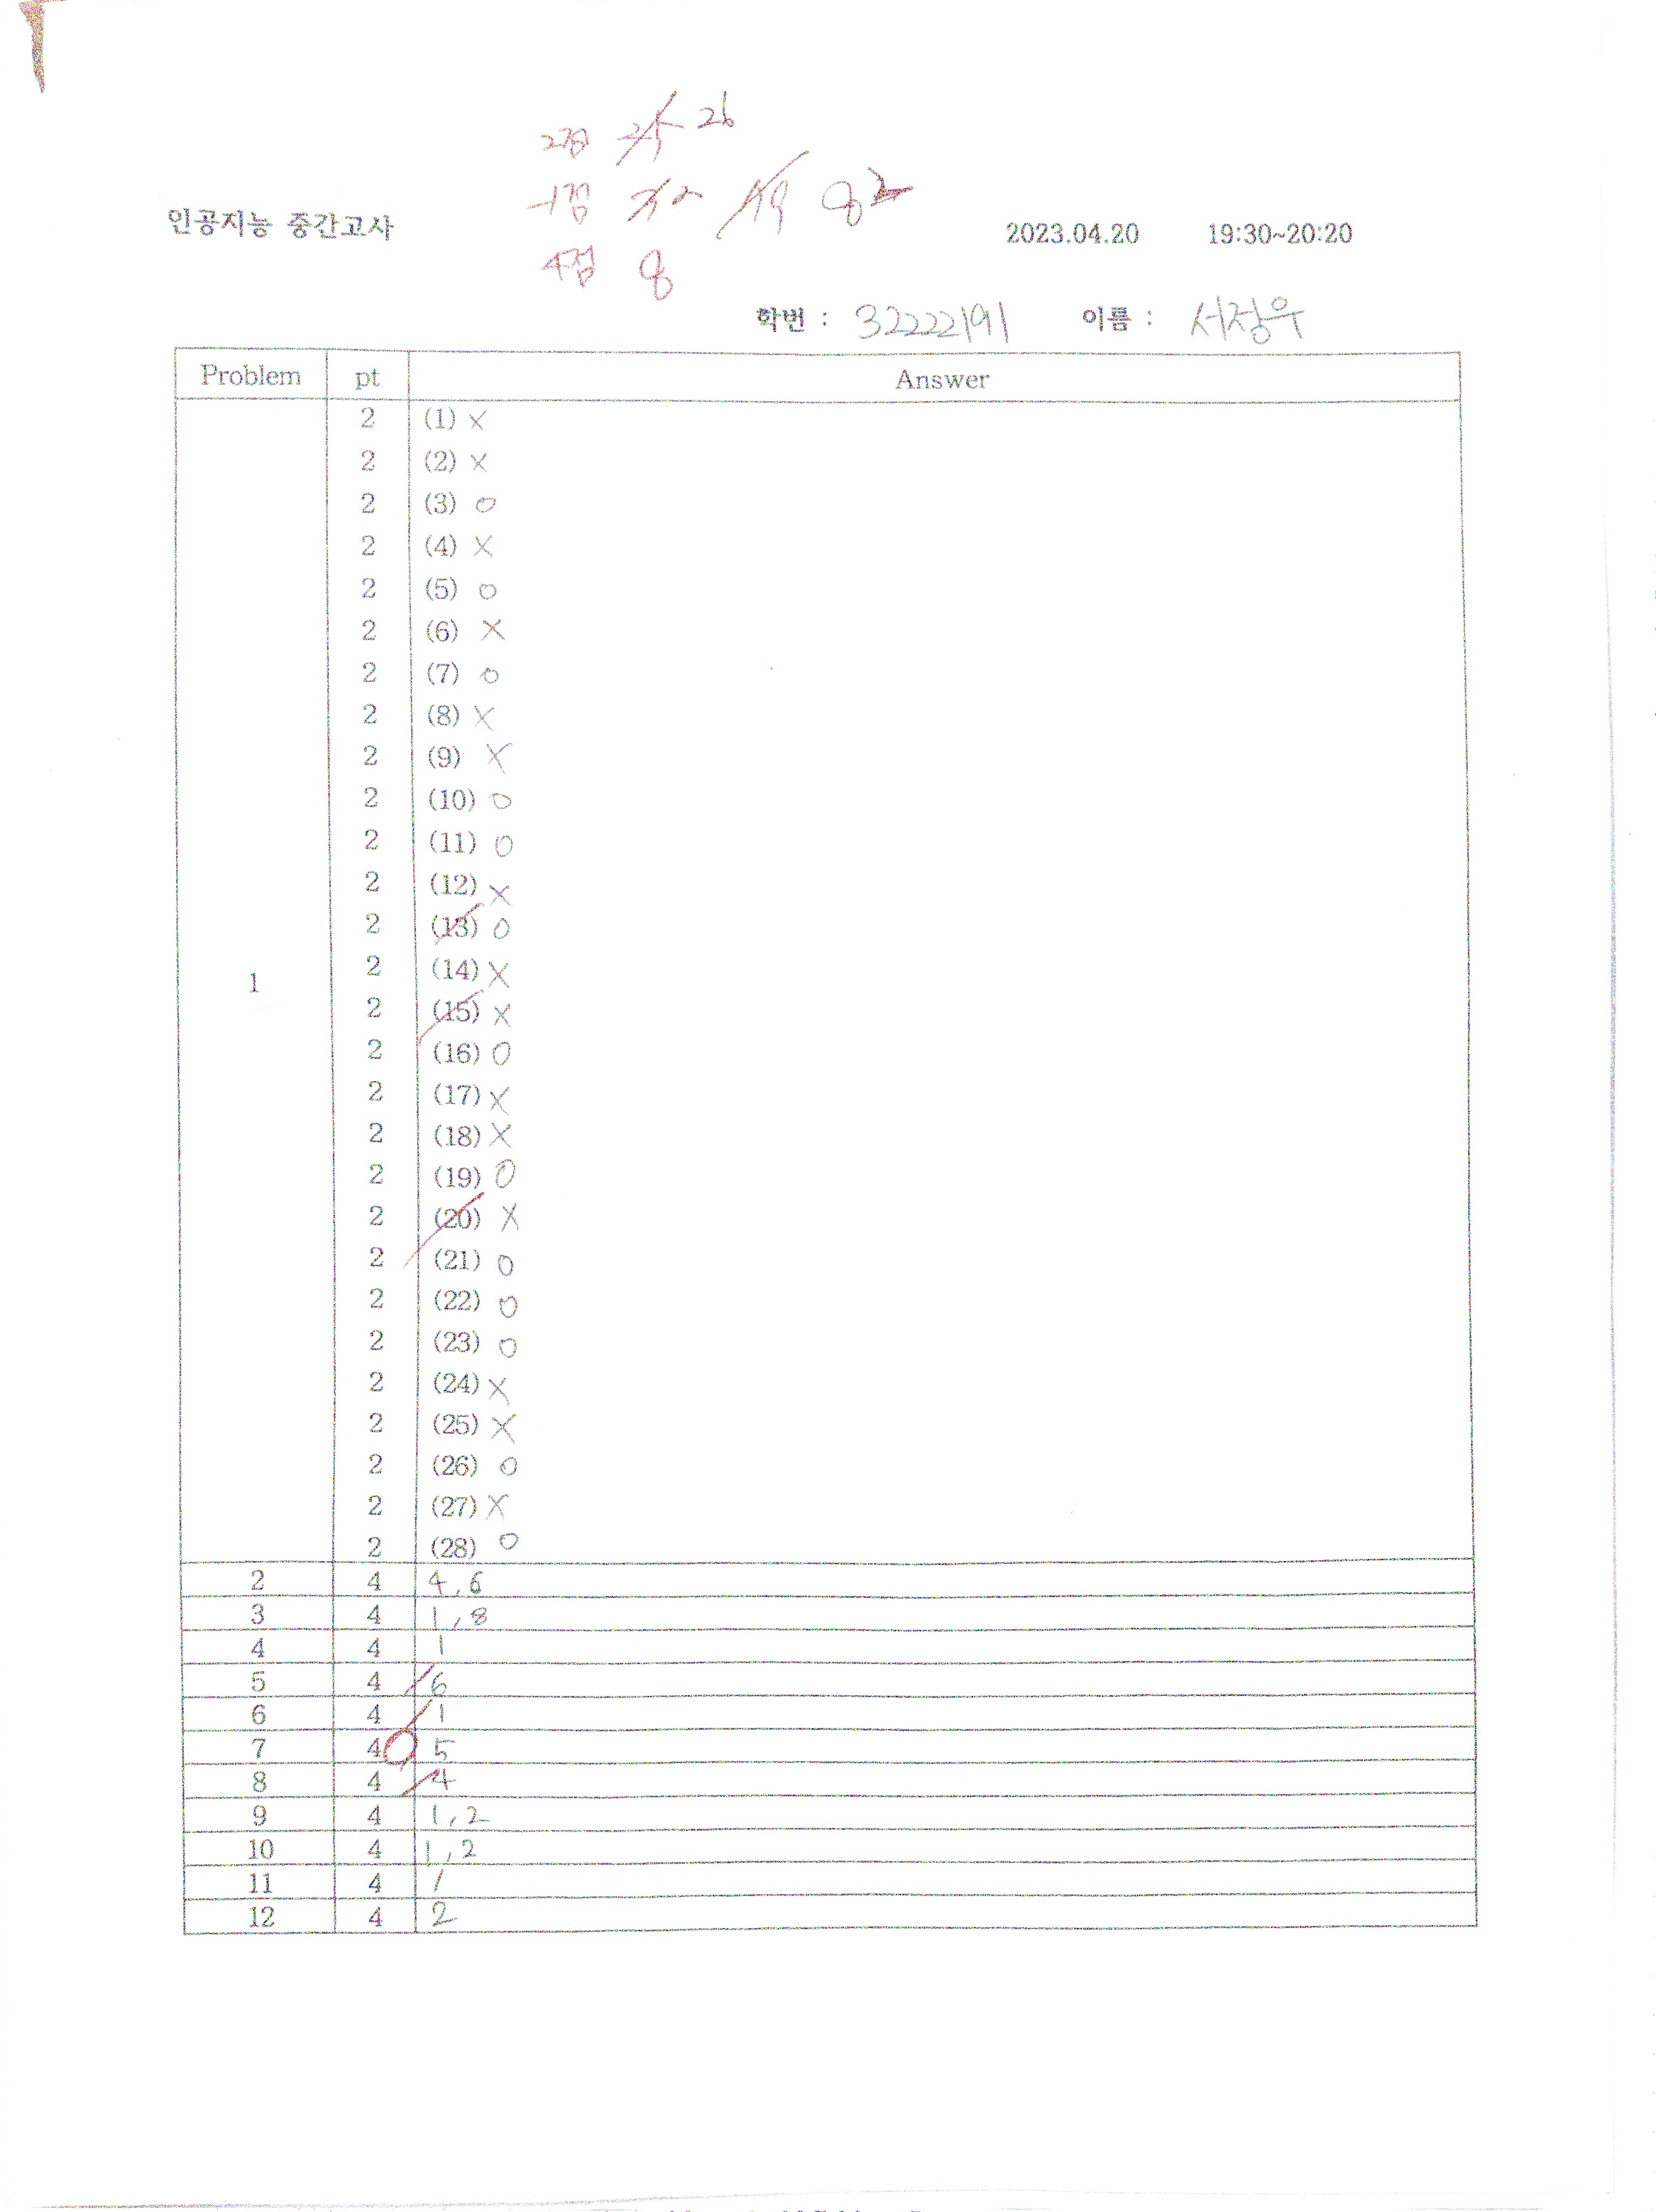 2점 26
-1점 82
4점 8
인공지능 중간고사
2023.04.20 19:30~20:20
학번 : 32222191 이름 : 서장우
Problem pt Answer
1
2 (1) X
2 (2) X
2 (3) O
2 (4) X
2 (5) O
2 (6) X
2 (7) O
2 (8) X
2 (9) X
2 (10) O
2 (11) O
2 (12) X
2 (13) O
2 (14) X
2 (15) X
2 (16) O
2 (17) X
2 (18) X
2 (19) O
2 (20) X
2 (21) O
2 (22) O
2 (23) O
2 (24) X
2 (25) X
2 (26) O
2 (27) X
2 (28) O
2 4 4, 6
3 4 1, 8
4 4 1
5 4 6
6 4 1
7 4 5
8 4 4
9 4 1, 2
10 4 1, 2
11 4 1
12 4 2